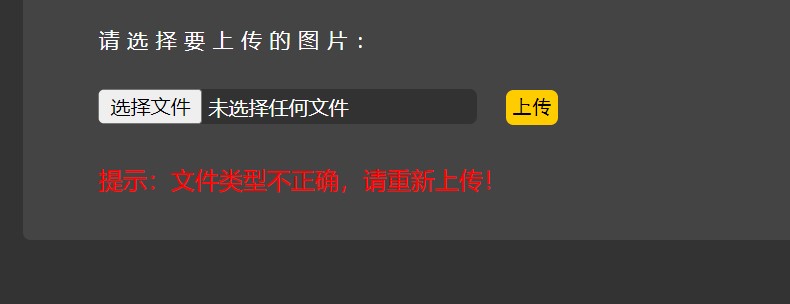 请选择要上传的图片：
选择文件 未选择任何文件 上传
提示：文件类型不正确，请重新上传！